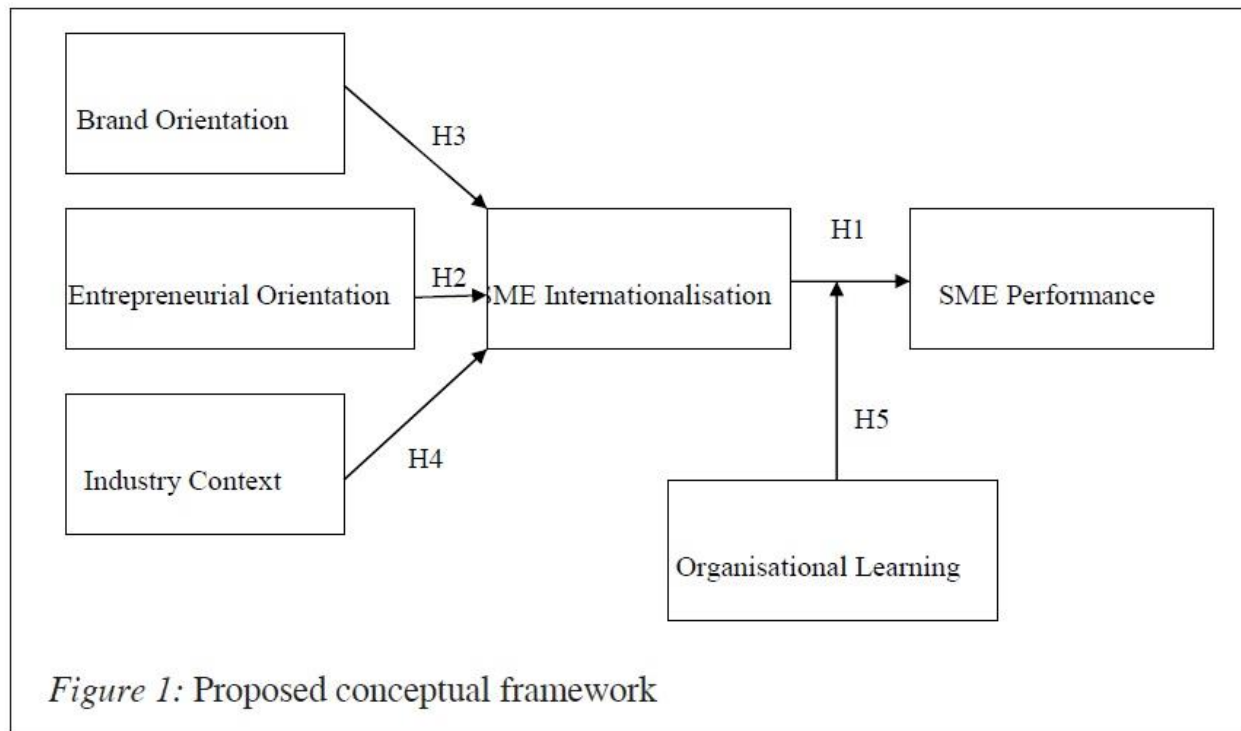 Brand Orientation
H3
H1
Entrepreneurial Orientation
H2
SME Internationalisation
SME Performance
H4
H5
Industry Context
Organisational Learning
Figure 1: Proposed conceptual framework